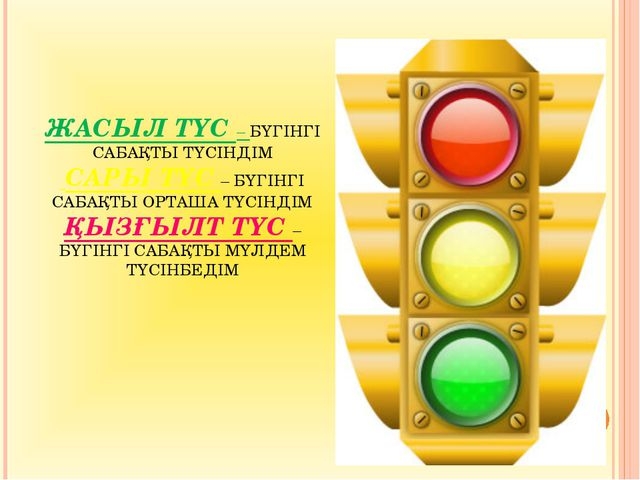 ЖАСЫЛ ТҮС – БҮГІНГІ
САБАҚТЫ ТҮСІНДІМ
САРЫ ТҮС – БҮГІНГІ
САБАҚТЫ ОРТАША ТҮСІНДІМ
ҚЫЗҒЫЛТ ТҮС –
БҮГІНГІ САБАҚТЫ МҮЛДЕМ
ТҮСІНБЕДІМ